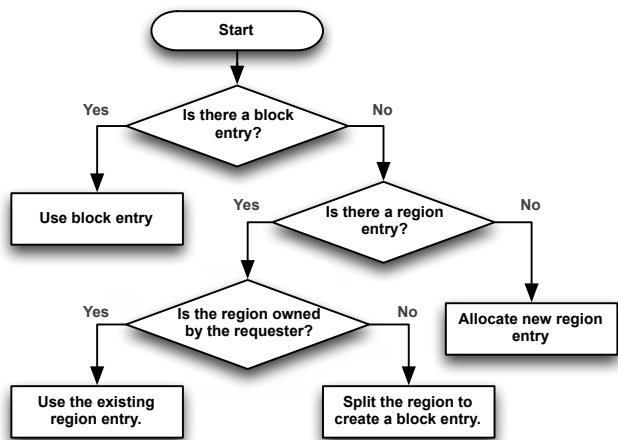 Start
Is there a block
entry?
Yes
No
Use block entry
Is there a region
entry?
Yes
No
Is the region owned
by the requester?
Allocate new region
entry
Yes
No
Use the existing
region entry.
Split the region to
create a block entry.